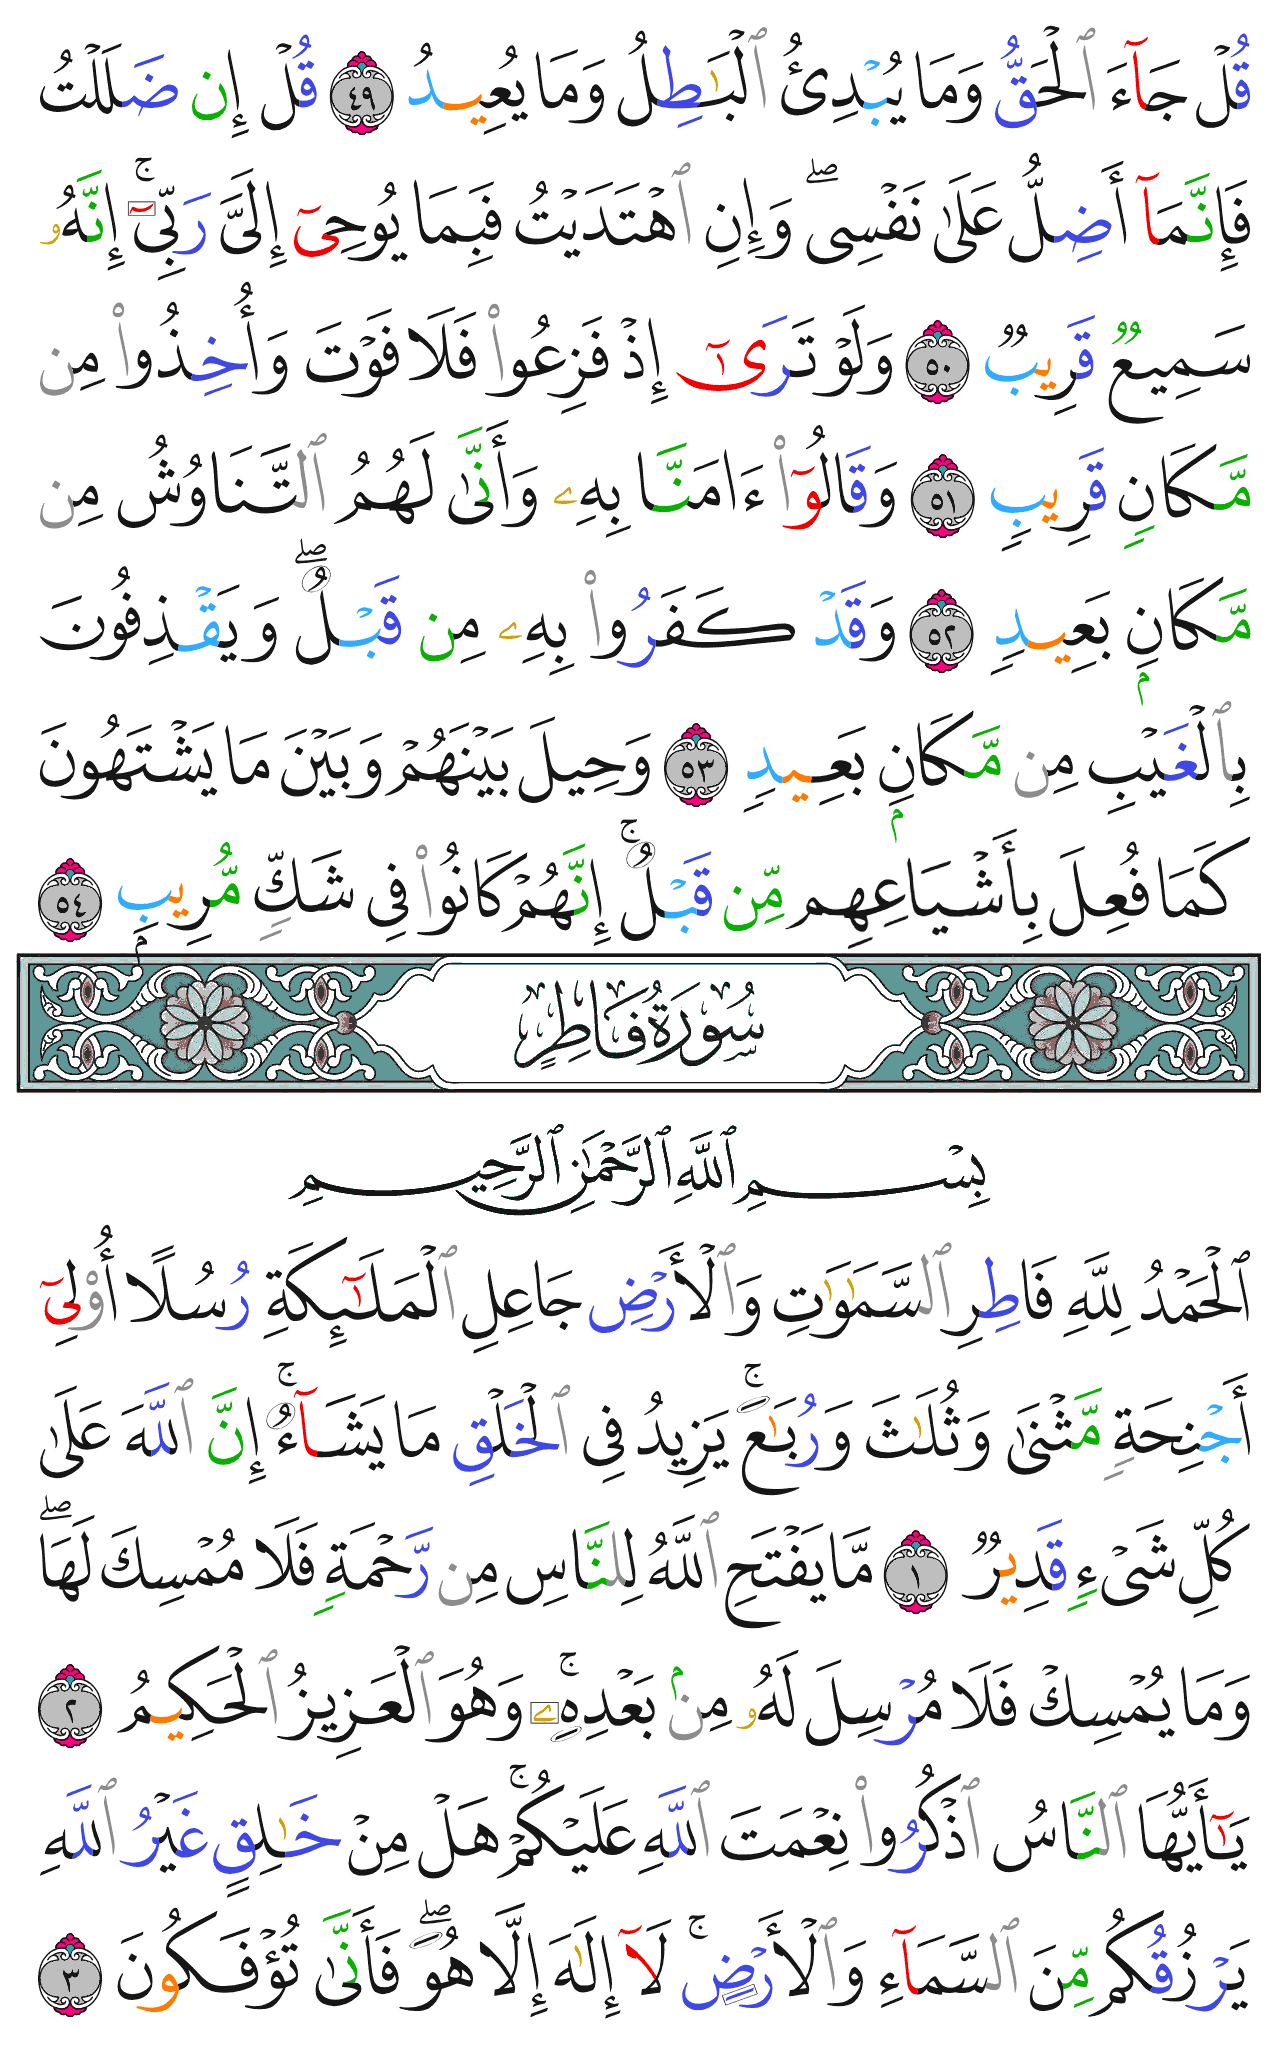 قُلْ جَآءَ ٱلْحَقُّ وَمَا يُبْدِئُ ٱلْبَـٰطِلُ وَمَا يُعِيدُ ٤٩ قُلْ إِن ضَلَلْتُ
فَإِنَّمَآ أَضِلُّ عَلَىٰ نَفْسِى ۖ وَإِنِ ٱهْتَدَيْتُ فَبِمَا يُوحِىٓ إِلَىَّ رَبِّىٓ ۚ إِنَّهُۥ
سَمِيعٌ قَرِيبٌ ٥٠ وَلَوْ تَرَىٰٓ إِذْ فَزِعُوا۟ فَلَا فَوْتَ وَأُخِذُوا۟ مِن
مَّكَانٍ قَرِيبٍ ٥١ وَقَالُوٓا۟ ءَامَنَّا بِهِۦ وَأَنَّىٰ لَهُمُ ٱلتَّنَاوُشُ مِن
مَّكَانٍۭ بَعِيدٍ ٥٢ وَقَدْ كَفَرُوا۟ بِهِۦ مِن قَبْلُ ۖ وَيَقْذِفُونَ
بِٱلْغَيْبِ مِن مَّكَانٍۭ بَعِيدٍ ٥٣ وَحِيلَ بَيْنَهُمْ وَبَيْنَ مَا يَشْتَهُونَ
كَمَا فُعِلَ بِأَشْيَاعِهِم مِّن قَبْلُ ۚ إِنَّهُمْ كَانُوا۟ فِى شَكٍّ مُّرِيبٍۭ ٥٤
سُورَةُ فَاطِرٍ
بِسْمِ ٱللَّهِ ٱلرَّحْمَـٰنِ ٱلرَّحِيمِ
ٱلْحَمْدُ لِلَّهِ فَاطِرِ ٱلسَّمَـٰوَٰتِ وَٱلْأَرْضِ جَاعِلِ ٱلْمَلَـٰٓئِكَةِ رُسُلًا أُو۟لِىٓ
أَجْنِحَةٍ مَّثْنَىٰ وَثُلَـٰثَ وَرُبَـٰعَ ۚ يَزِيدُ فِى ٱلْخَلْقِ مَا يَشَآءُ ۚ إِنَّ ٱللَّهَ عَلَىٰ
كُلِّ شَىْءٍ قَدِيرٌ ١ مَّا يَفْتَحِ ٱللَّهُ لِلنَّاسِ مِن رَّحْمَةٍ فَلَا مُمْسِكَ لَهَا ۖ
وَمَا يُمْسِكْ فَلَا مُرْسِلَ لَهُۥ مِنۢ بَعْدِهِۦ ۚ وَهُوَ ٱلْعَزِيزُ ٱلْحَكِيمُ ٢
يَـٰٓأَيُّهَا ٱلنَّاسُ ٱذْكُرُوا۟ نِعْمَتَ ٱللَّهِ عَلَيْكُمْ ۚ هَلْ مِنْ خَـٰلِقٍ غَيْرُ ٱللَّهِ
يَرْزُقُكُم مِّنَ ٱلسَّمَآءِ وَٱلْأَرْضِ ۚ لَآ إِلَـٰهَ إِلَّا هُوَ ۖ فَأَنَّىٰ تُؤْفَكُونَ ٣